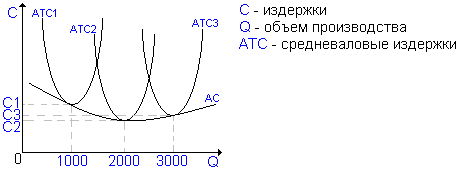 C
ATC1
ATC2
ATC3
C - издержки
Q - объем производства
ATC - средневаловые издержки
AC
C1
C3
C2
0
1000
2000
3000
Q